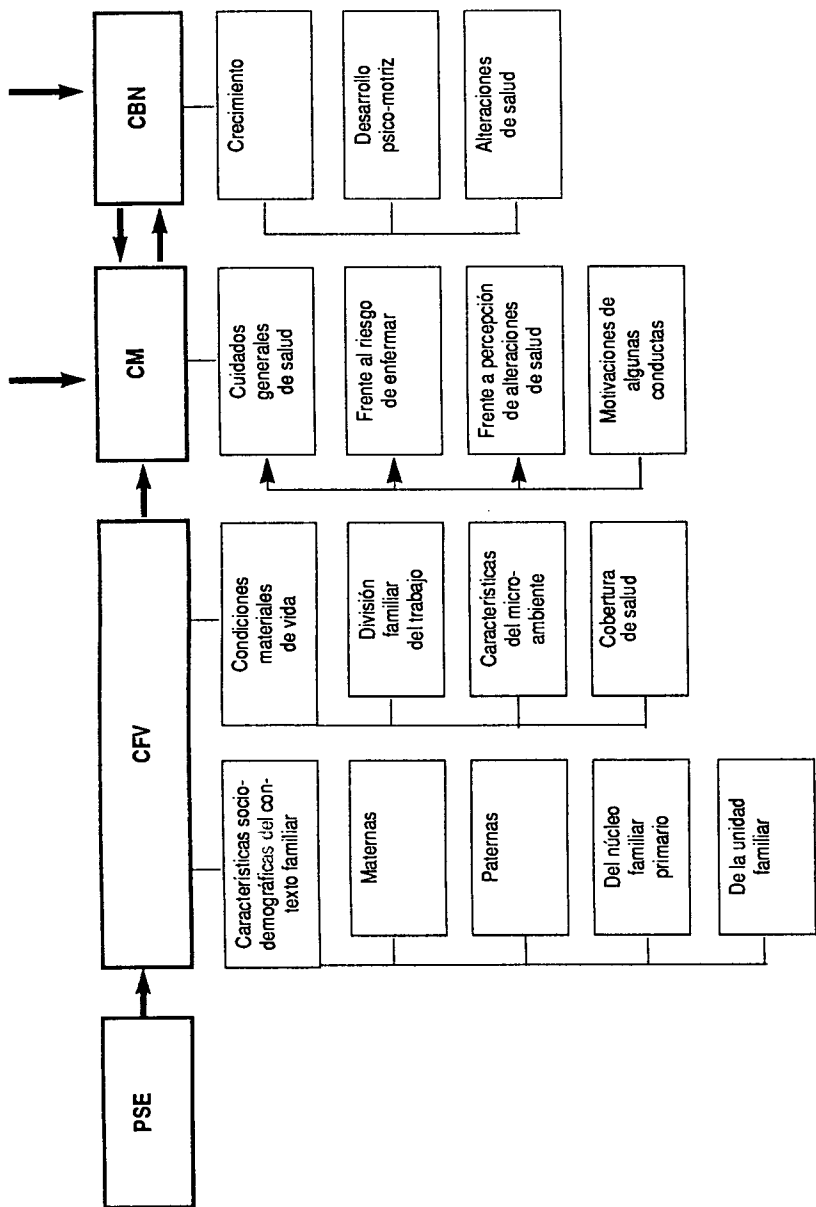 PSE
CFV
Características socio-
demográficas del con-
texto familiar
Maternas
Paternas
Del núcleo
familiar
primario
De la unidad
familiar
Condiciones
materiales
de vida
División
familiar
del trabajo
Características
del micro-
ambiente
Cobertura
de salud
CM
Cuidados
generales
de salud
Frente al riesgo
de enfermar
Frente a percepción
de alteraciones
de salud
Motivaciones de
algunas
conductas
CBN
Crecimiento
Desarrollo
psico-motriz
Alteraciones
de salud